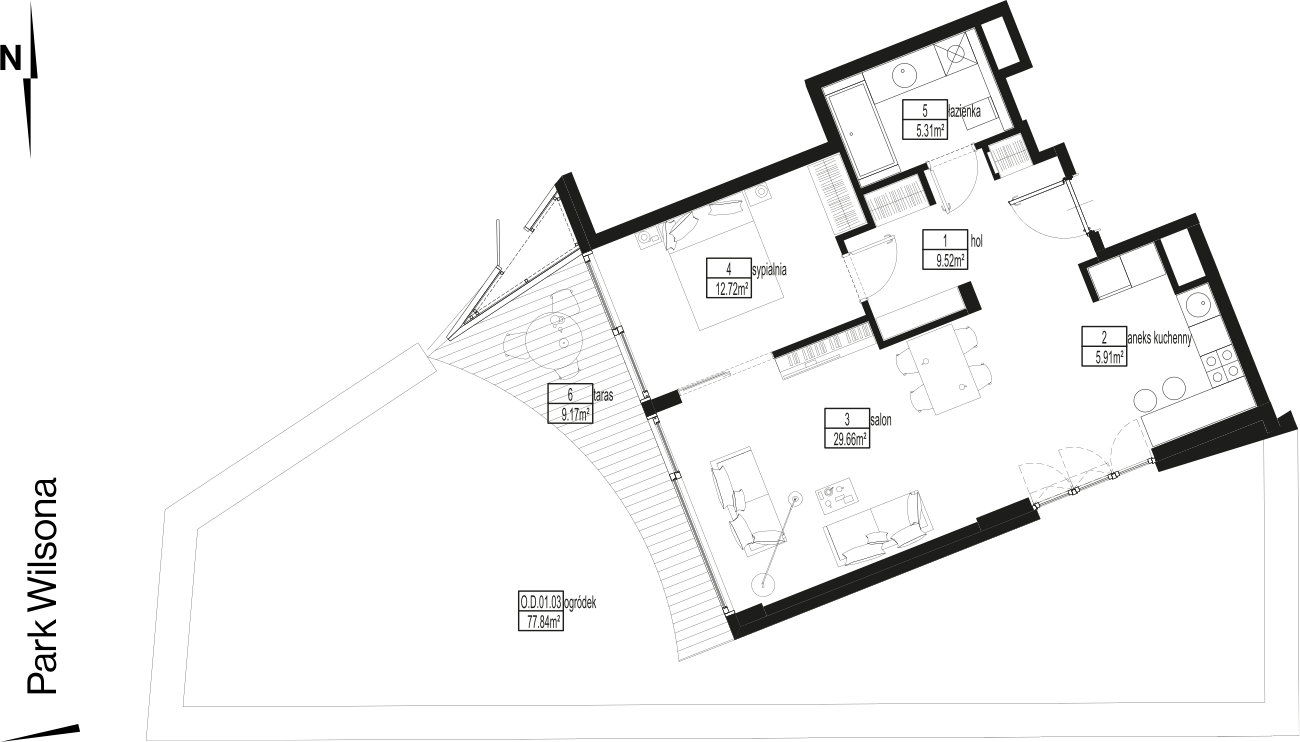 N
5 łazienka
5.31m²
1 hol
9.52m²
4 sypialnia
12.72m²
2 aneks kuchenny
5.91m²
6 taras
9.17m²
3 salon
29.66m²
O.D.01.03 ogródek
77.84m²
Park Wilsona